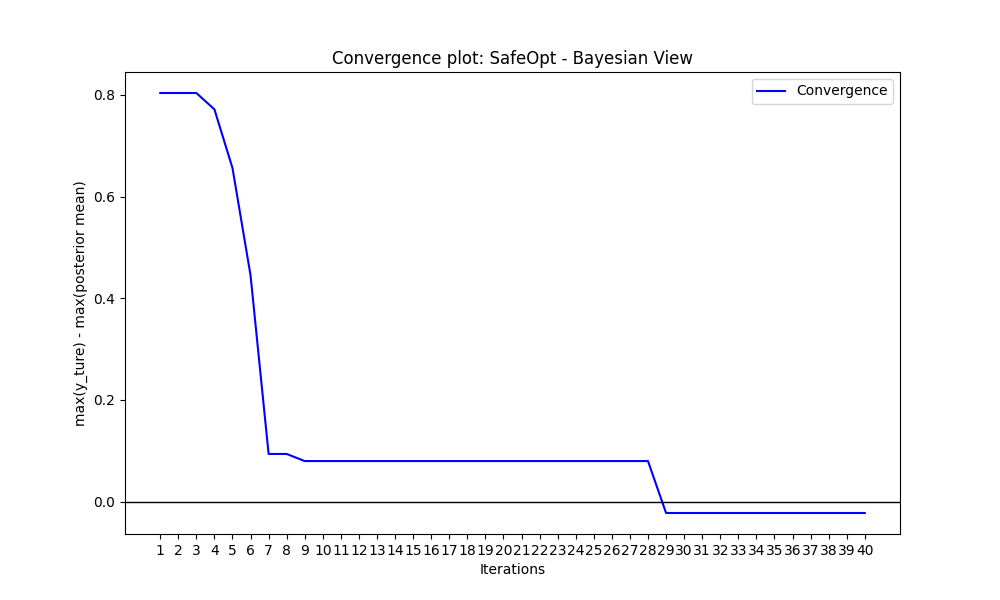 Convergence plot: SafeOpt - Bayesian View
Convergence
max(y_ture) - max(posterior mean)
0.8
0.6
0.4
0.2
0.0
1 2 3 4 5 6 7 8 9 10 11 12 13 14 15 16 17 18 19 20 21 22 23 24 25 26 27 28 29 30 31 32 33 34 35 36 37 38 39 40
Iterations